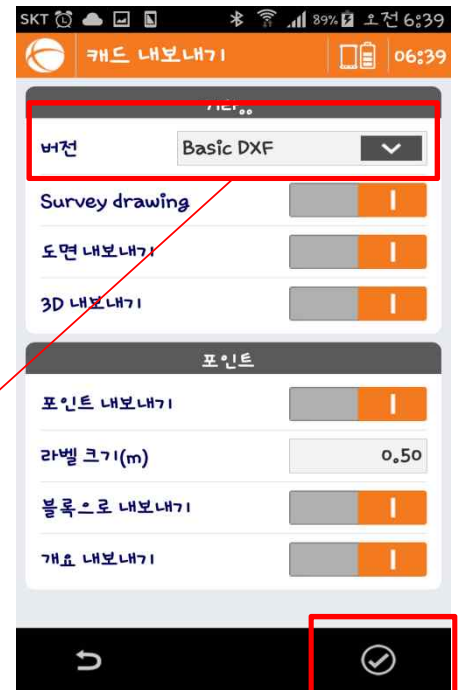 SKT 89% 오전 6:39
캐드 내보내기 06:39
기타..
버전 Basic DXF
Survey drawing
도면 내보내기
3D 내보내기
포인트
포인트 내보내기
라벨 크기(m) 0.50
블록으로 내보내기
개요 내보내기